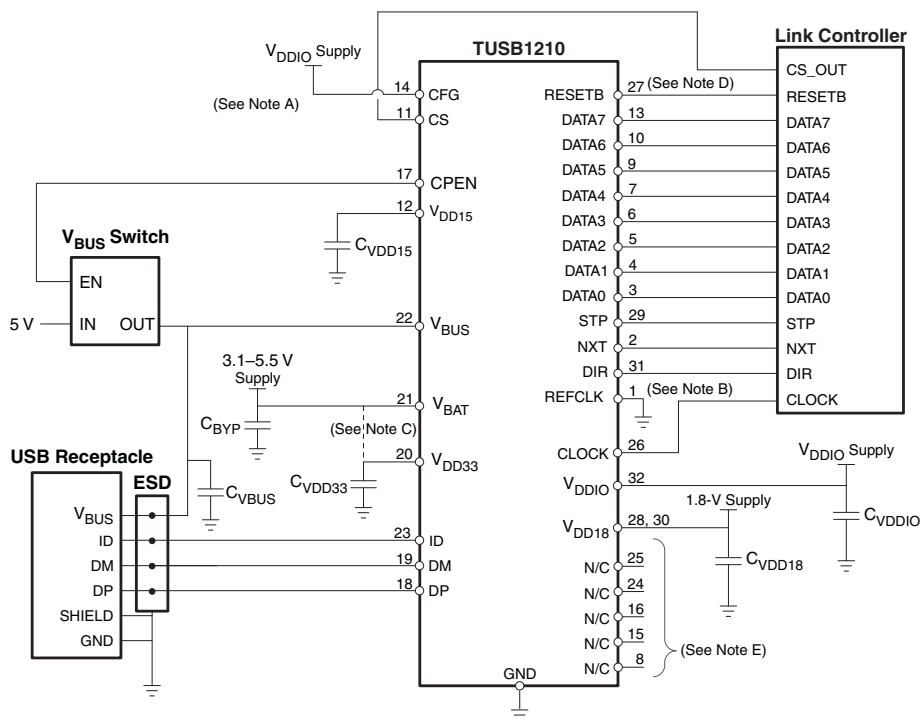 TUSB1210
Link Controller
VDDIO Supply
(See Note A)
14
CFG
11
CS
17
CPEN
12
VDD15
CVDD15
VBUS Switch
EN
5 V
IN
OUT
22
VBUS
3.1–5.5 V
Supply
21
VBAT
CBYP
(See Note C)
20
VDD33
CVDD33
USB Receptacle
ESD
CVBUS
VBUS
ID
DM
DP
SHIELD
GND
23
ID
19
DM
18
DP
GND
RESETB
27
(See Note D)
DATA7
13
DATA6
10
DATA5
9
DATA4
7
DATA3
6
DATA2
5
DATA1
4
DATA0
3
STP
29
NXT
2
DIR
31
(See Note B)
REFCLK
1
CLOCK
26
VDDIO
32
VDD18
28, 30
N/C
25
N/C
24
N/C
16
N/C
15
N/C
8
(See Note E)
CS_OUT
RESETB
DATA7
DATA6
DATA5
DATA4
DATA3
DATA2
DATA1
DATA0
STP
NXT
DIR
CLOCK
VDDIO Supply
CVDDIO
1.8-V Supply
CVDD18